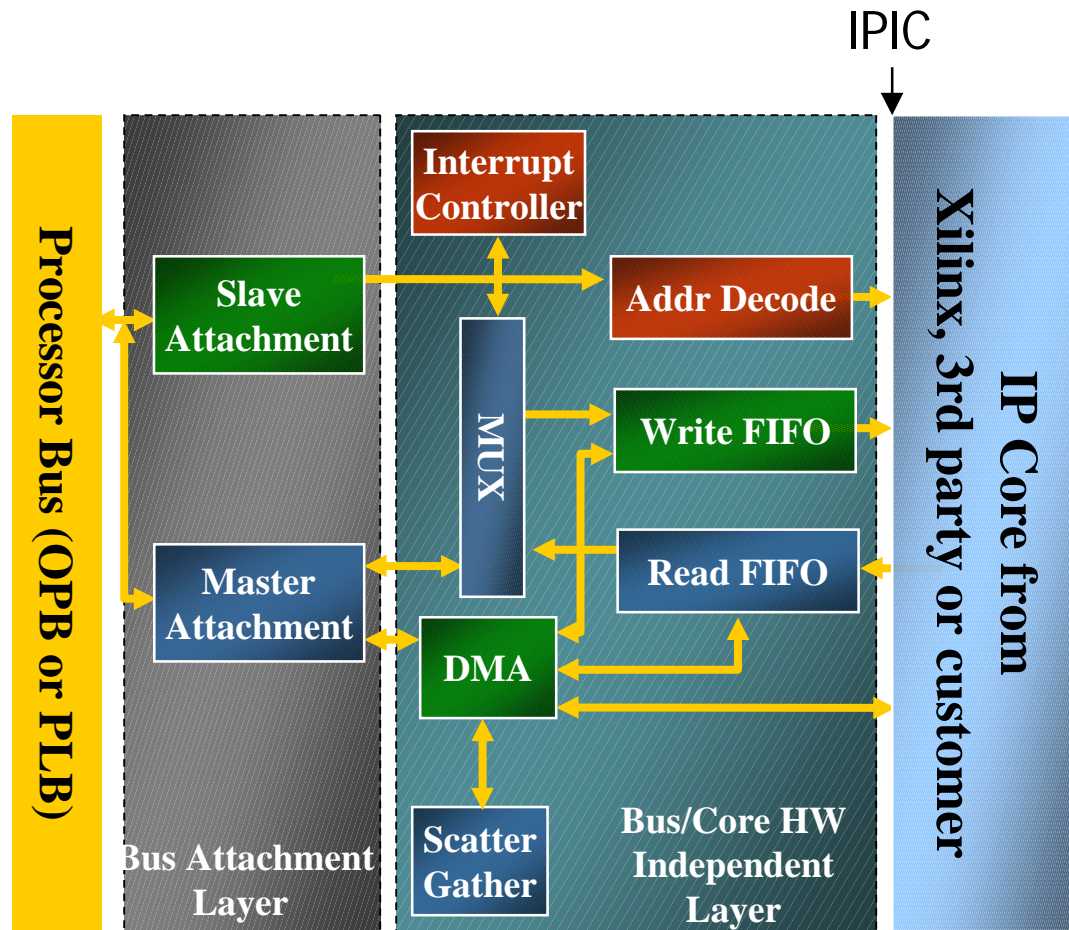 IPIC
Processor Bus (OPB or PLB)
Interrupt
Controller
Slave
Attachment
Addr Decode
MUX
Write FIFO
Master
Attachment
Read FIFO
DMA
Scatter
Gather
Bus Attachment
Layer
Bus/Core HW
Independent
Layer
IP Core from
Xilinx, 3rd party or customer